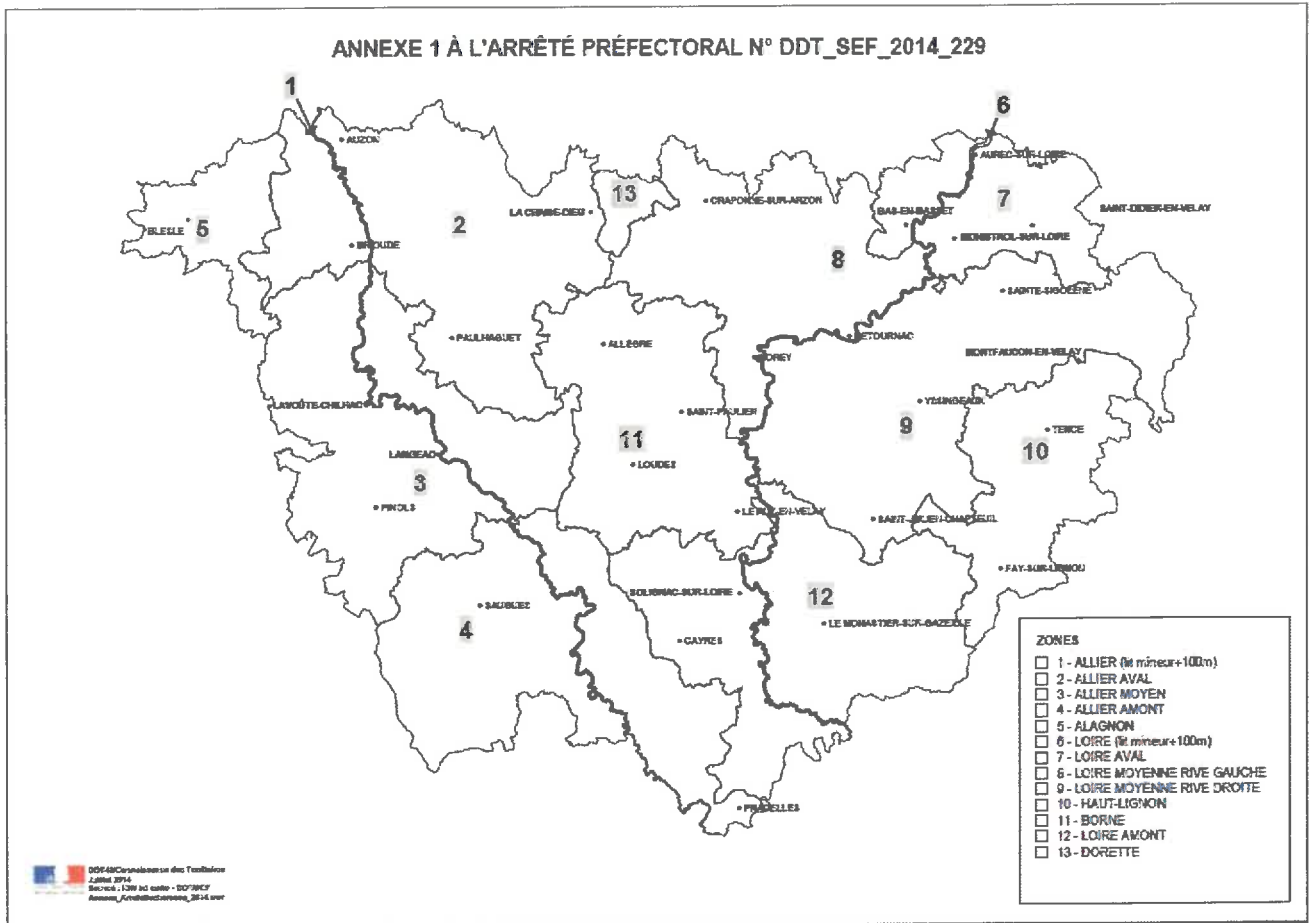 ANNEXE 1 À L'ARRÊTÉ PRÉFECTORAL N° DDT_SEF_2014_229
1
6
AUZON
AUREC-SUR-LOIRE
13
7
LA CHAISE-DIEU
CRAPONNE-SUR-ARZON
BAS-EN-BASSET
SAINT-DIDIER-EN-VELAY
5
BLESLE
2
BRIOUDE
MONISTROL-SUR-LOIRE
8
SAINTE-SIGOLÈNE
PAULHAGUET
ALLÈGRE
RETOURNAC
VOREY
MONTFAUCON-EN-VELAY
LAVOÛTE-CHILHAC
SAINT-PAULIEN
YSSINGEAUX
9
11
TENCE
10
LANGEAC
LOUDES
3
PINOLS
LE PUY-EN-VELAY
SAINT-JULIEN-CHAPTEUIL
FAY-SUR-LIGNON
SOLIGNAC-SUR-LOIRE
12
SAUGUES
4
LE MONASTIER-SUR-GAZEILLE
CAYRES
PRADELLES
ZONES
1 - ALLIER (lit mineur+100m)
2 - ALLIER AVAL
3 - ALLIER MOYEN
4 - ALLIER AMONT
5 - ALAGNON
6 - LOIRE (lit mineur+100m)
7 - LOIRE AVAL
8 - LOIRE MOYENNE RIVE GAUCHE
9 - LOIRE MOYENNE RIVE DROITE
10 - HAUT-LIGNON
11 - BORNE
12 - LOIRE AMONT
13 - DORETTE
DDT43/Connaissance des Territoires
Juillet 2014